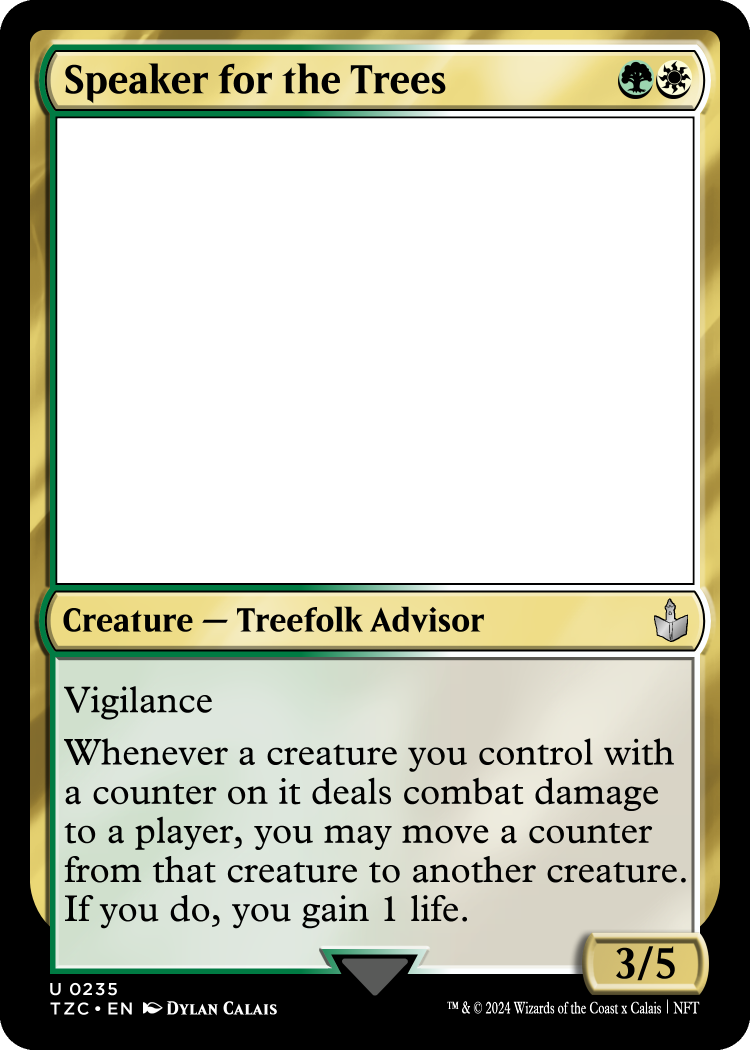 Speaker for the Trees
Creature — Treefolk Advisor
Vigilance
Whenever a creature you control with
a counter on it deals combat damage
to a player, you may move a counter
from that creature to another creature.
If you do, you gain 1 life.
3/5
U 0235
TZC • EN Dylan Calais
™ & © 2024 Wizards of the Coast x Calais | NFT